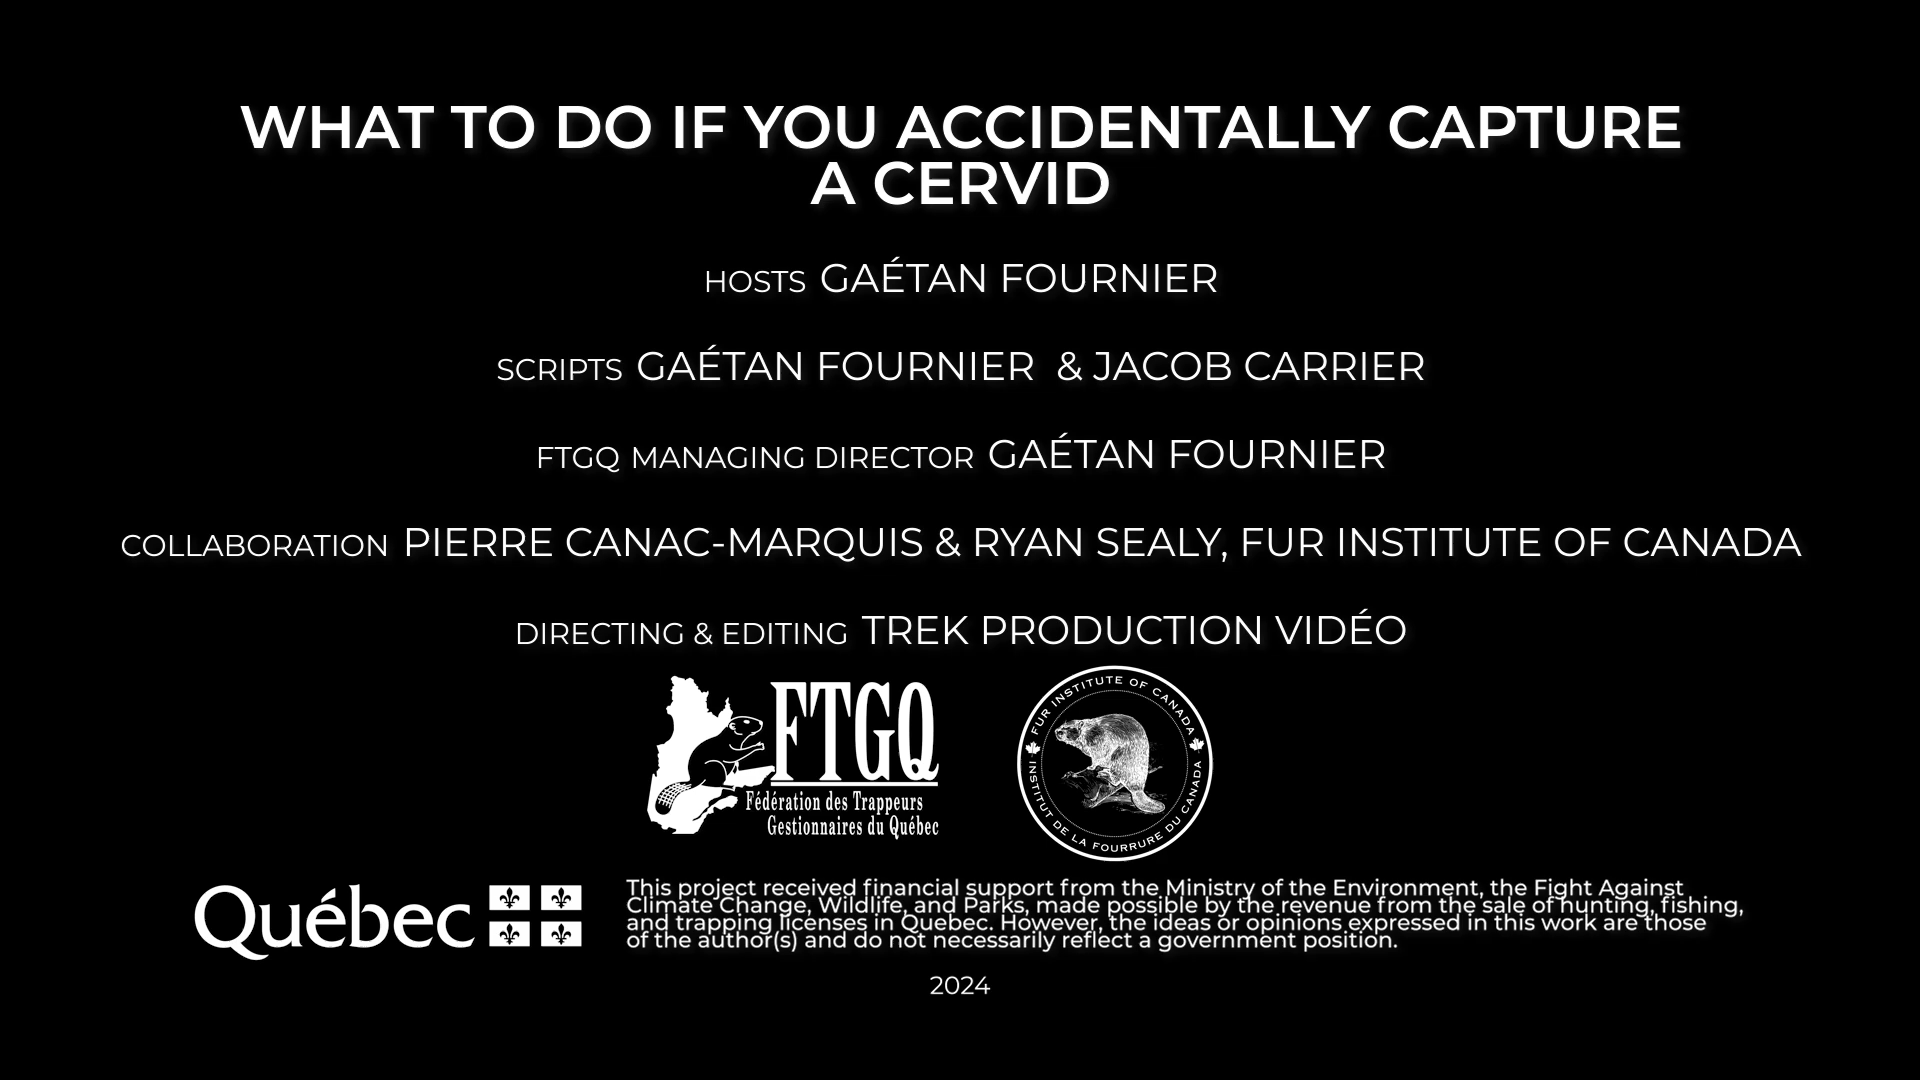 WHAT TO DO IF YOU ACCIDENTALLY CAPTURE
A CERVID
HOSTS GAÉTAN FOURNIER
SCRIPTS GAÉTAN FOURNIER & JACOB CARRIER
FTGQ MANAGING DIRECTOR GAÉTAN FOURNIER
COLLABORATION PIERRE CANAC-MARQUIS & RYAN SEALY, FUR INSTITUTE OF CANADA
DIRECTING & EDITING TREK PRODUCTION VIDÉO
FTGQ
Fédération des Trappeurs
Gestionnaires du Québec
FUR INSTITUTE OF CANADA
INSTITUT DE LA FOURRURE DU CANADA
Québec
This project received financial support from the Ministry of the Environment, the Fight Against
Climate Change, Wildlife, and Parks, made possible by the revenue from the sale of hunting, fishing,
and trapping licenses in Quebec. However, the ideas or opinions expressed in this work are those
of the author(s) and do not necessarily reflect a government position.
2024